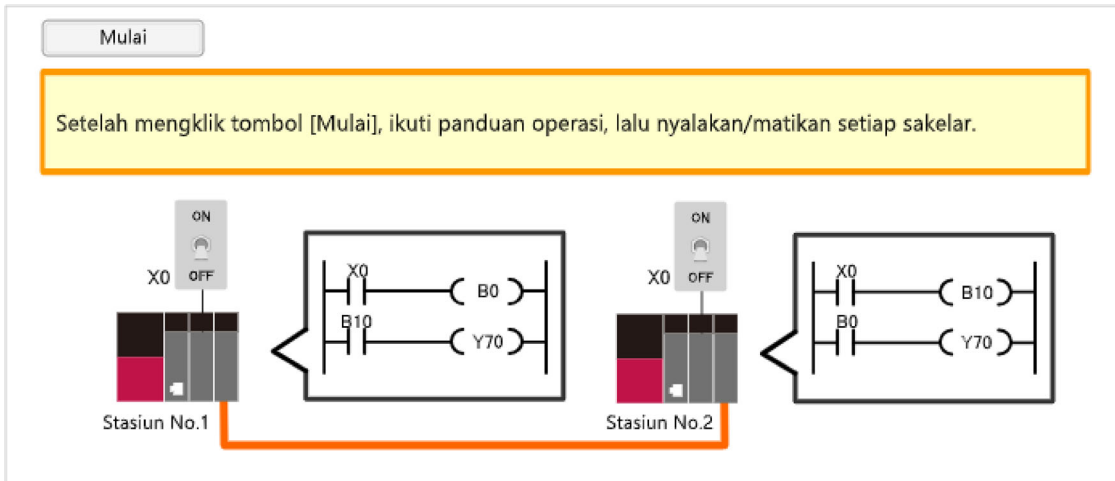 Mulai
Setelah mengklik tombol [Mulai], ikuti panduan operasi, lalu nyalakan/matikan setiap sakelar.
ON
X0 OFF
X0
B0
B10
Y70
Stasiun No.1
ON
X0 OFF
X0
B10
B0
Y70
Stasiun No.2